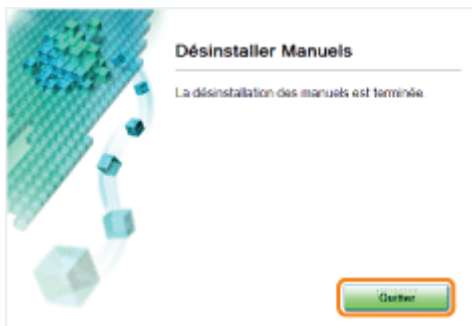 Désinstaller Manuels
La désinstallation des manuels est terminée.
Quitter